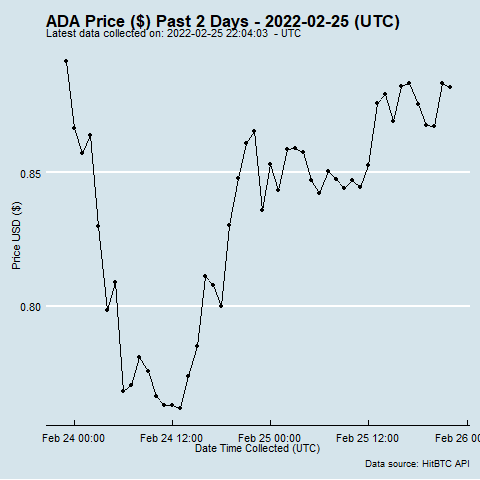 ADA Price ($) Past 2 Days - 2022-02-25 (UTC)
Latest data collected on: 2022-02-25 22:04:03 - UTC
Price USD ($)
0.85
0.80
Feb 24 00:00 Feb 24 12:00 Feb 25 00:00 Feb 25 12:00 Feb 26 00
Date Time Collected (UTC)
Data source: HitBTC API